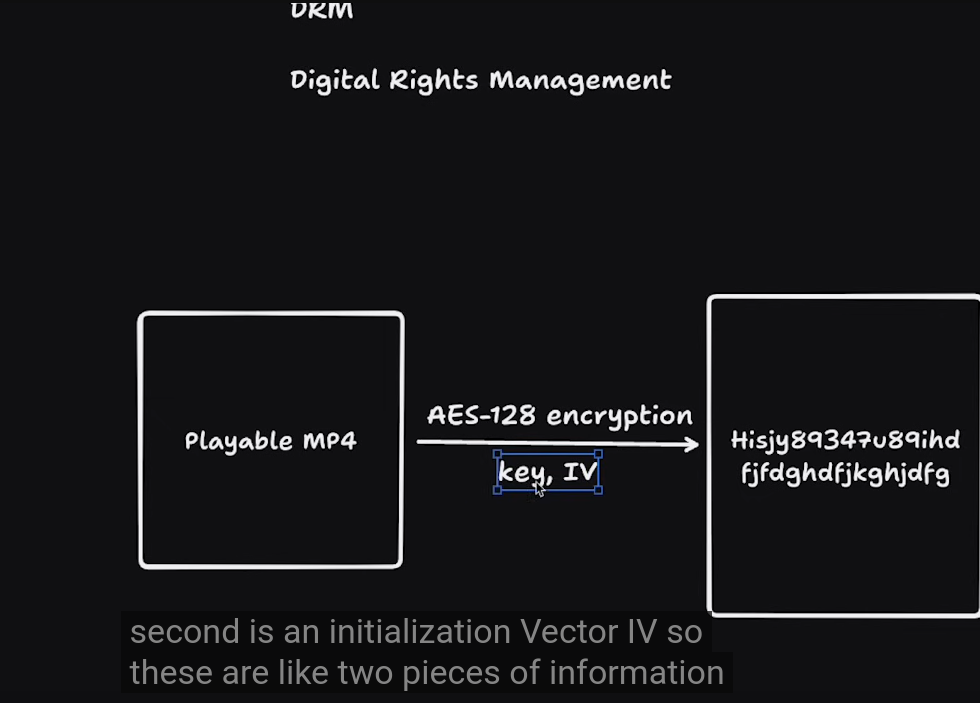 DRM
Digital Rights Management
AES-128 encryption
Playable MP4
key, IV
Hisjy89347u89ihd
fjfdghdfjkghjdfg
second is an initialization Vector IV so
these are like two pieces of information